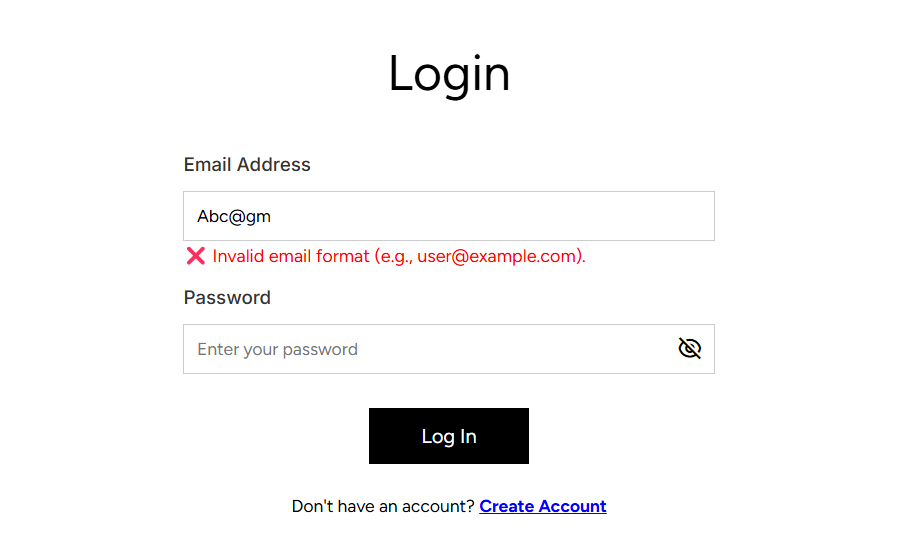 Login
Email Address
Abc@gm
❌ Invalid email format (e.g., user@example.com).
Password
Enter your password
Log In
Don't have an account? Create Account